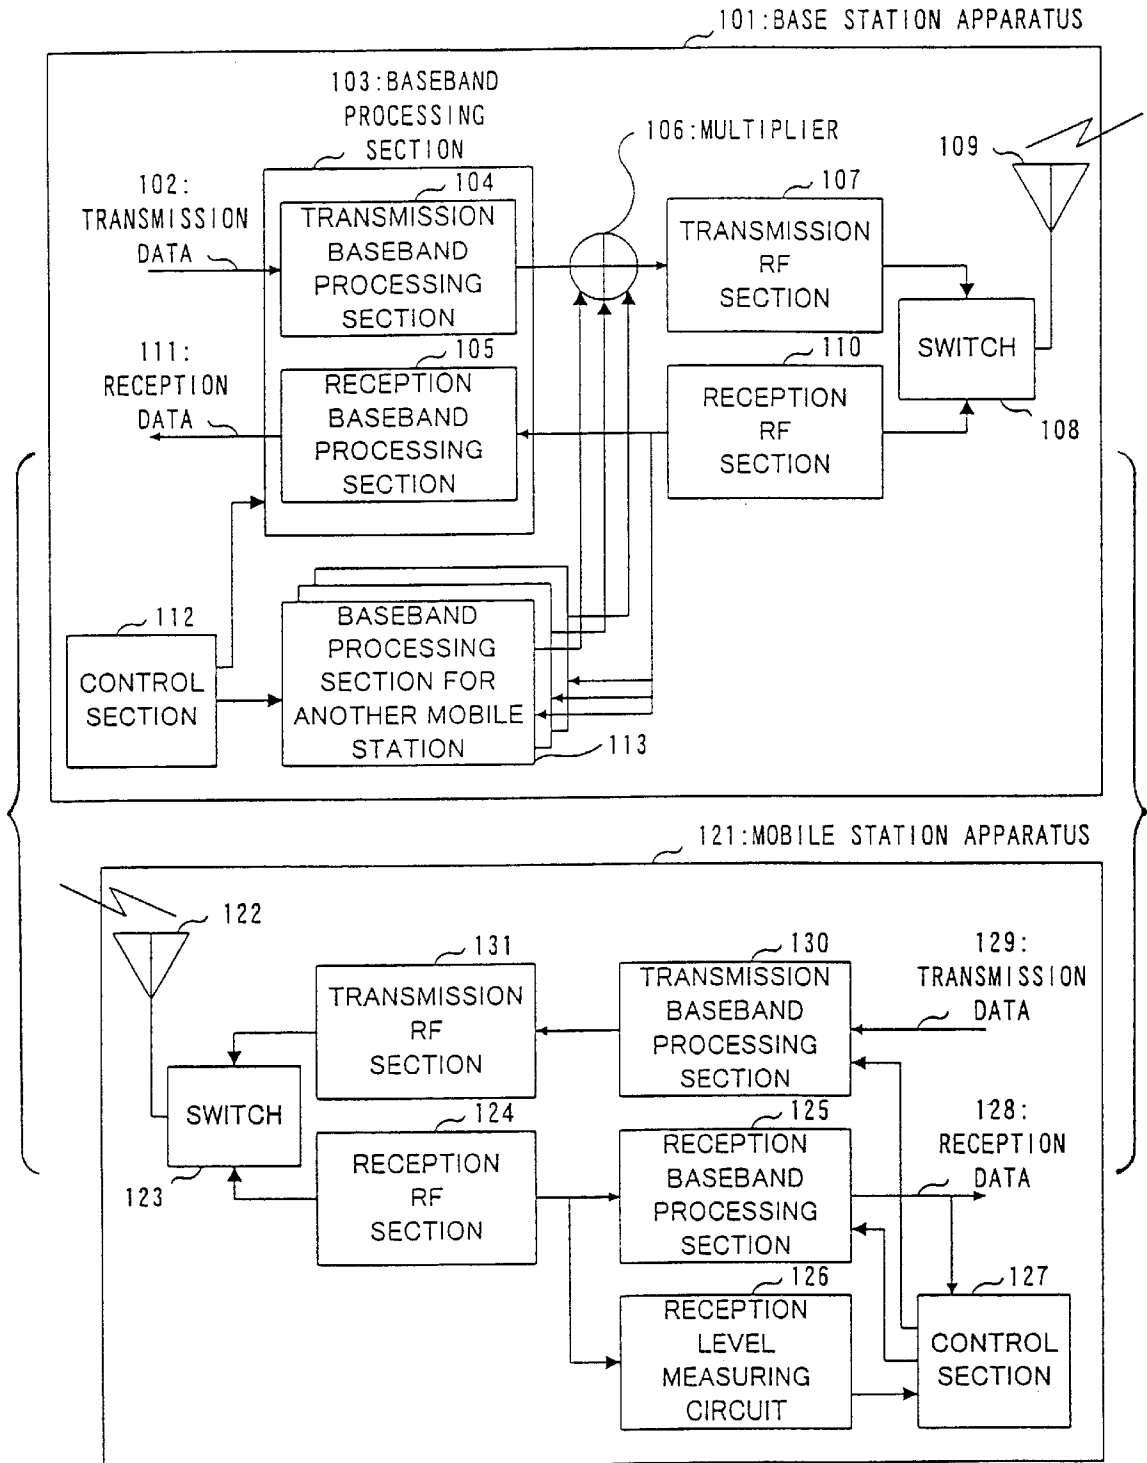 101:BASE STATION APPARATUS
103:BASEBAND
PROCESSING
SECTION
106:MULTIPLIER
109
102:
TRANSMISSION
DATA
104
TRANSMISSION
BASEBAND
PROCESSING
SECTION
107
TRANSMISSION
RF
SECTION
SWITCH
108
111:
RECEPTION
DATA
105
RECEPTION
BASEBAND
PROCESSING
SECTION
110
RECEPTION
RF
SECTION
112
CONTROL
SECTION
BASEBAND
PROCESSING
SECTION FOR
ANOTHER MOBILE
STATION
113
121:MOBILE STATION APPARATUS
122
131
TRANSMISSION
RF
SECTION
130
TRANSMISSION
BASEBAND
PROCESSING
SECTION
129:
TRANSMISSION
DATA
SWITCH
123
124
RECEPTION
RF
SECTION
125
RECEPTION
BASEBAND
PROCESSING
SECTION
128:
RECEPTION
DATA
126
RECEPTION
LEVEL
MEASURING
CIRCUIT
127
CONTROL
SECTION